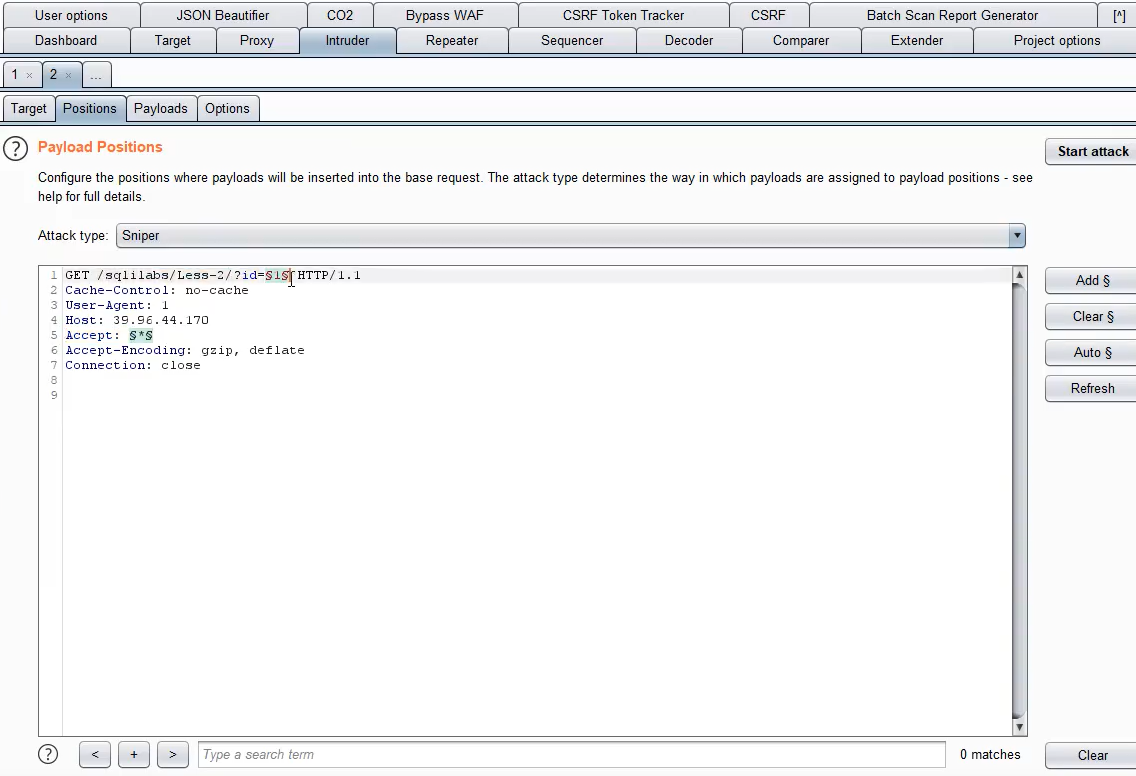 User options JSON Beautifier CO2 Bypass WAF CSRF Token Tracker CSRF Batch Scan Report Generator [^]
Dashboard Target Proxy Intruder Repeater Sequencer Decoder Comparer Extender Project options
1 × 2 × ...
Target Positions Payloads Options
? Payload Positions
Start attack
Configure the positions where payloads will be inserted into the base request. The attack type determines the way in which payloads are assigned to payload positions - see
help for full details.
Attack type: Sniper
1 GET /sqlilabs/Less-2/?id=§1§ HTTP/1.1
2 Cache-Control: no-cache
3 User-Agent: 1
4 Host: 39.96.44.170
5 Accept: §*§
6 Accept-Encoding: gzip, deflate
7 Connection: close
8
9
Add §
Clear §
Auto §
Refresh
? < + > Type a search term 0 matches Clear